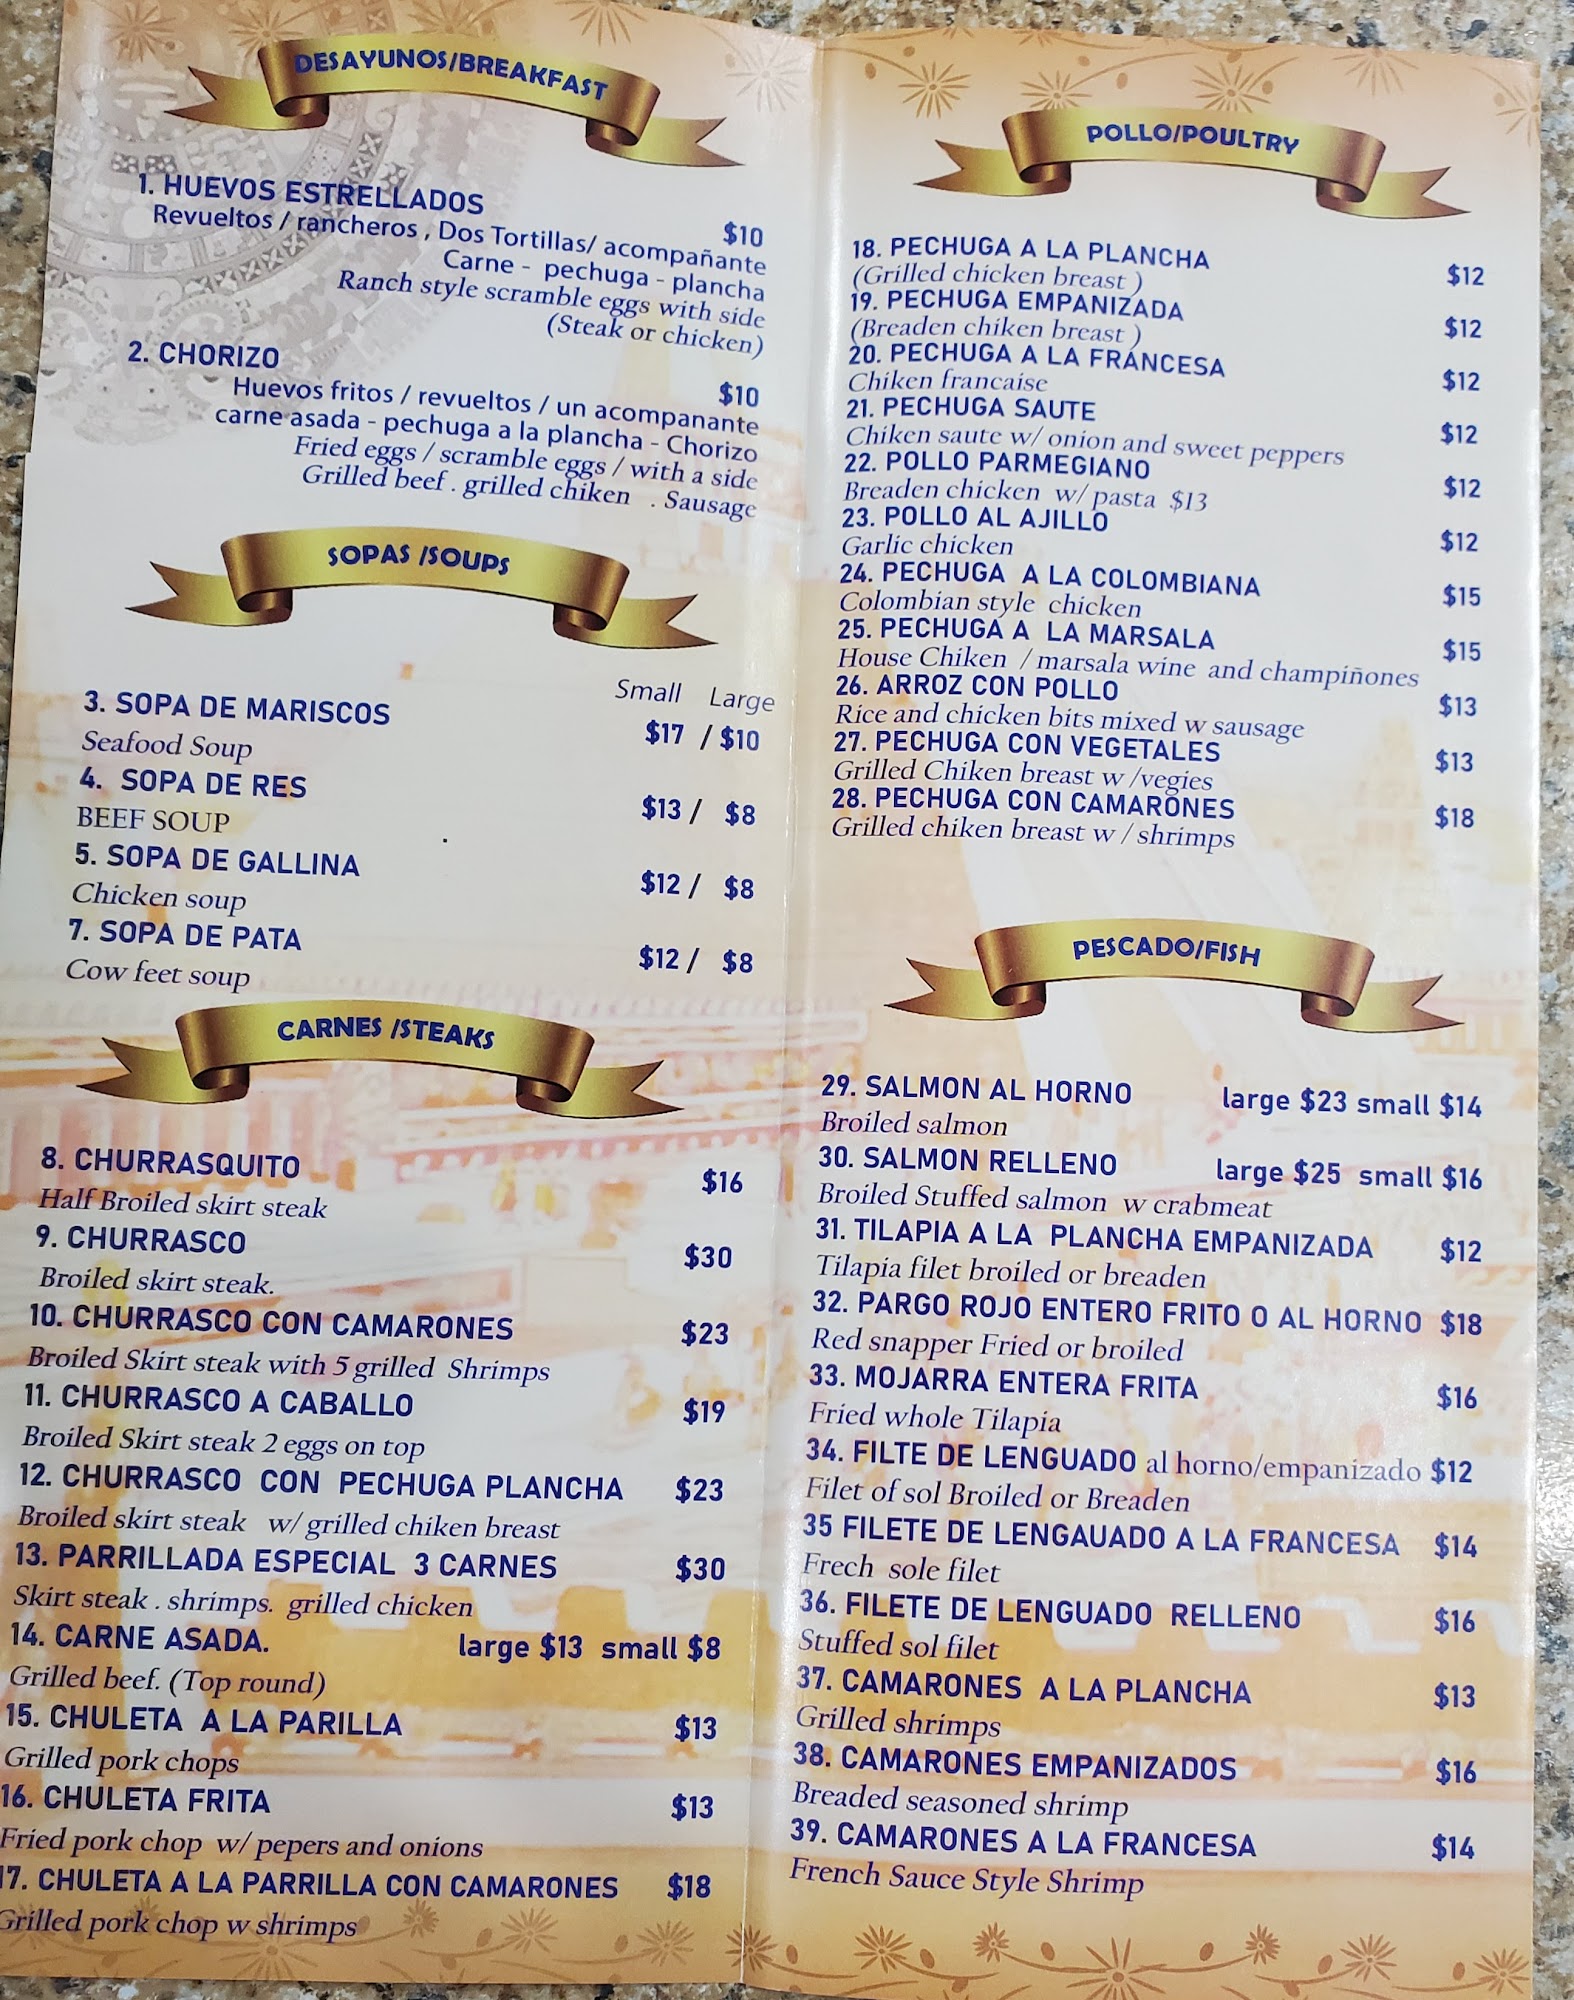 DESAYUNOS/BREAKFAST
1. HUEVOS ESTRELLADOS
$10
Revueltos / rancheros , Dos Tortillas/ acompañante
Carne - pechuga - plancha
Ranch style scramble eggs with side
(Steak or chicken)
2. CHORIZO
$10
Huevos fritos / revueltos / un acompanante
carne asada - pechuga a la plancha - Chorizo
Fried eggs / scramble eggs / with a side
Grilled beef . grilled chiken . Sausage
SOPAS /SOUPS
Small Large
3. SOPA DE MARISCOS $17 / $10
Seafood Soup
4. SOPA DE RES $13 / $8
BEEF SOUP
5. SOPA DE GALLINA $12 / $8
Chicken soup
7. SOPA DE PATA $12 / $8
Cow feet soup
CARNES /STEAKS
8. CHURRASQUITO $16
Half Broiled skirt steak
9. CHURRASCO $30
Broiled skirt steak.
10. CHURRASCO CON CAMARONES $23
Broiled Skirt steak with 5 grilled Shrimps
11. CHURRASCO A CABALLO $19
Broiled Skirt steak 2 eggs on top
12. CHURRASCO CON PECHUGA PLANCHA $23
Broiled skirt steak w/ grilled chiken breast
13. PARRILLADA ESPECIAL 3 CARNES $30
Skirt steak . shrimps. grilled chicken
14. CARNE ASADA. large $13 small $8
Grilled beef. (Top round)
15. CHULETA A LA PARILLA $13
Grilled pork chops
16. CHULETA FRITA $13
Fried pork chop w/ pepers and onions
17. CHULETA A LA PARRILLA CON CAMARONES $18
Grilled pork chop w shrimps
POLLO/POULTRY
18. PECHUGA A LA PLANCHA $12
(Grilled chicken breast )
19. PECHUGA EMPANIZADA $12
(Breaden chiken breast )
20. PECHUGA A LA FRANCESA $12
Chiken francaise
21. PECHUGA SAUTE $12
Chiken saute w/ onion and sweet peppers
22. POLLO PARMEGIANO $12
Breaden chicken w/ pasta $13
23. POLLO AL AJILLO $12
Garlic chicken
24. PECHUGA A LA COLOMBIANA $15
Colombian style chicken
25. PECHUGA A LA MARSALA $15
House Chiken / marsala wine and champiñones
26. ARROZ CON POLLO $13
Rice and chicken bits mixed w sausage
27. PECHUGA CON VEGETALES $13
Grilled Chiken breast w /vegies
28. PECHUGA CON CAMARONES $18
Grilled chiken breast w / shrimps
PESCADO/FISH
29. SALMON AL HORNO large $23 small $14
Broiled salmon
30. SALMON RELLENO large $25 small $16
Broiled Stuffed salmon w crabmeat
31. TILAPIA A LA PLANCHA EMPANIZADA $12
Tilapia filet broiled or breaden
32. PARGO ROJO ENTERO FRITO O AL HORNO $18
Red snapper Fried or broiled
33. MOJARRA ENTERA FRITA $16
Fried whole Tilapia
34. FILTE DE LENGUADO al horno/empanizado $12
Filet of sol Broiled or Breaden
35 FILETE DE LENGAUADO A LA FRANCESA $14
Frech sole filet
36. FILETE DE LENGUADO RELLENO $16
Stuffed sol filet
37. CAMARONES A LA PLANCHA $13
Grilled shrimps
38. CAMARONES EMPANIZADOS $16
Breaded seasoned shrimp
39. CAMARONES A LA FRANCESA $14
French Sauce Style Shrimp